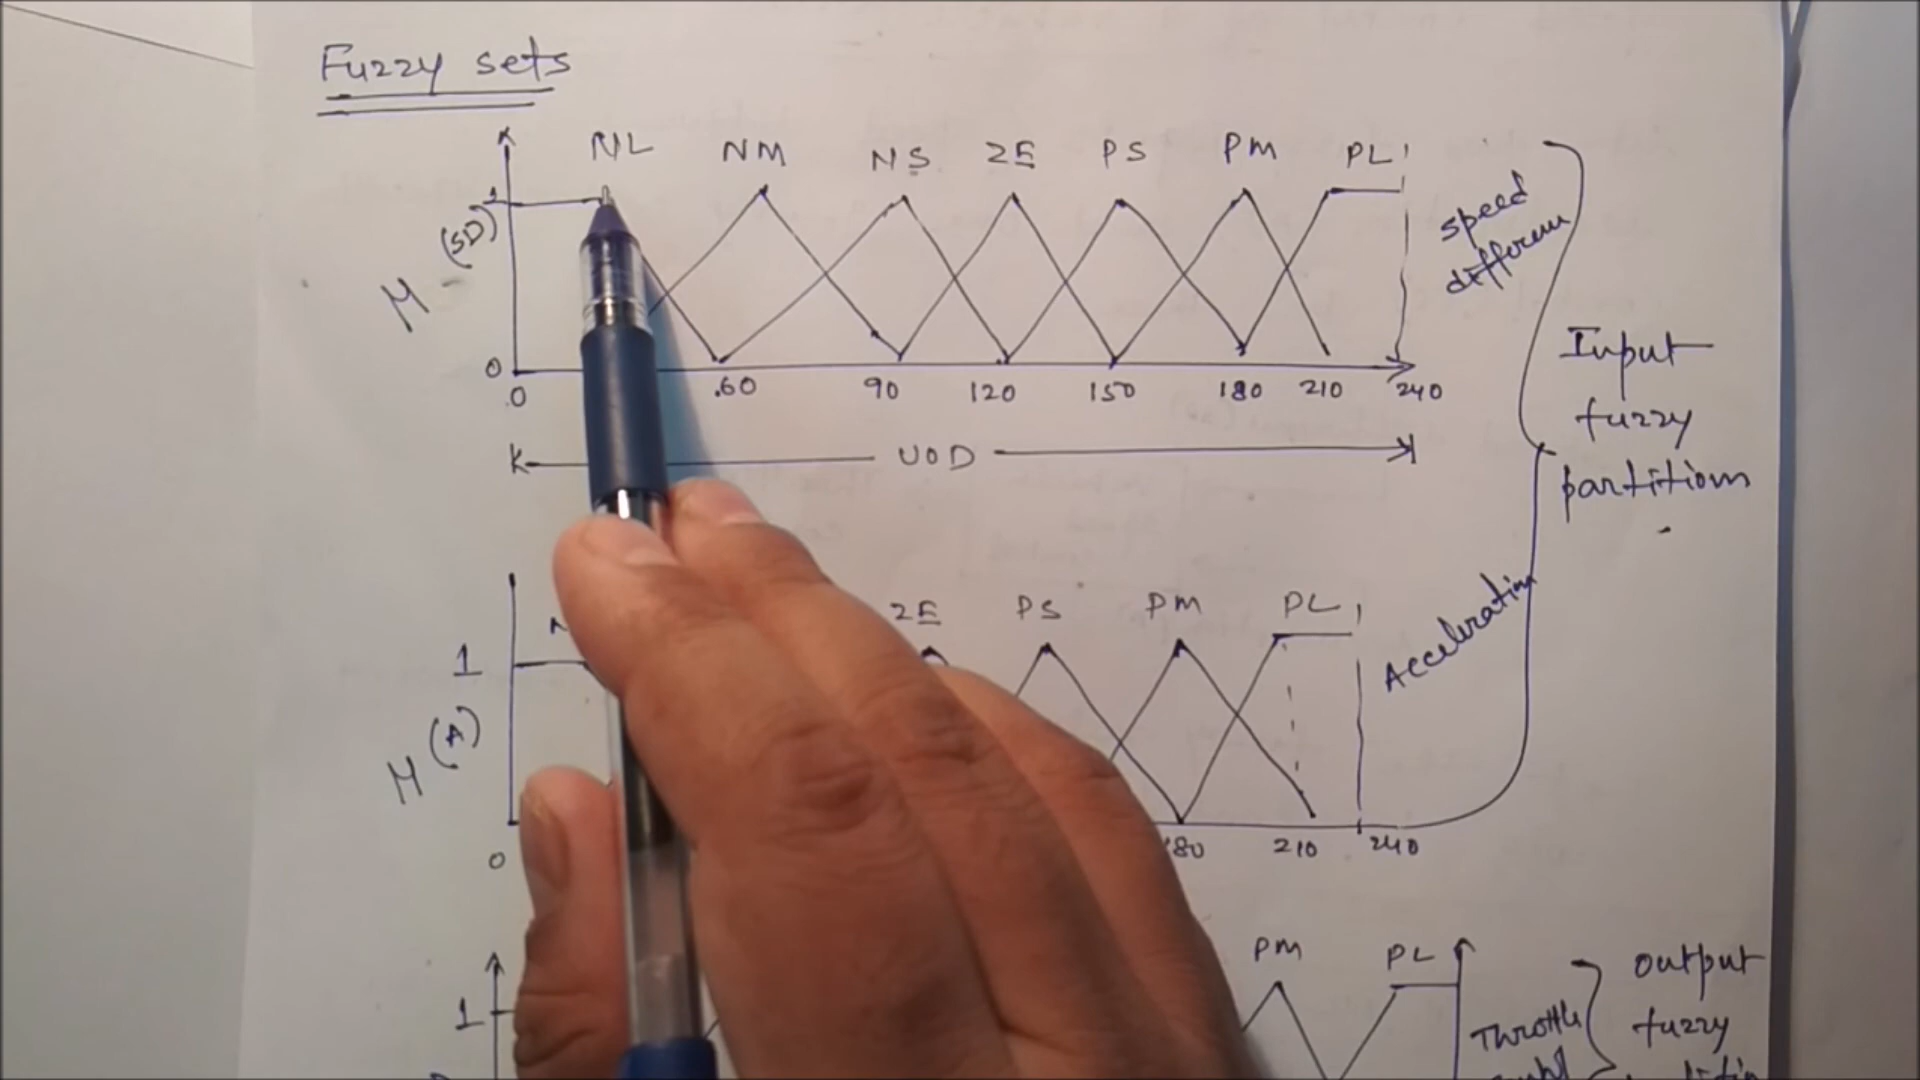 Fuzzy sets
NL NM NS ZE PS PM PL
1
(SD)
M
0
0 60 90 120 150 180 210 240
UOD
speed
differenu
Input
fuzzy
partitions
ZE PS PM PL
1
M (A)
Acceleration
0 180 210 240
PM PL
1
Throttle
output
fuzzy